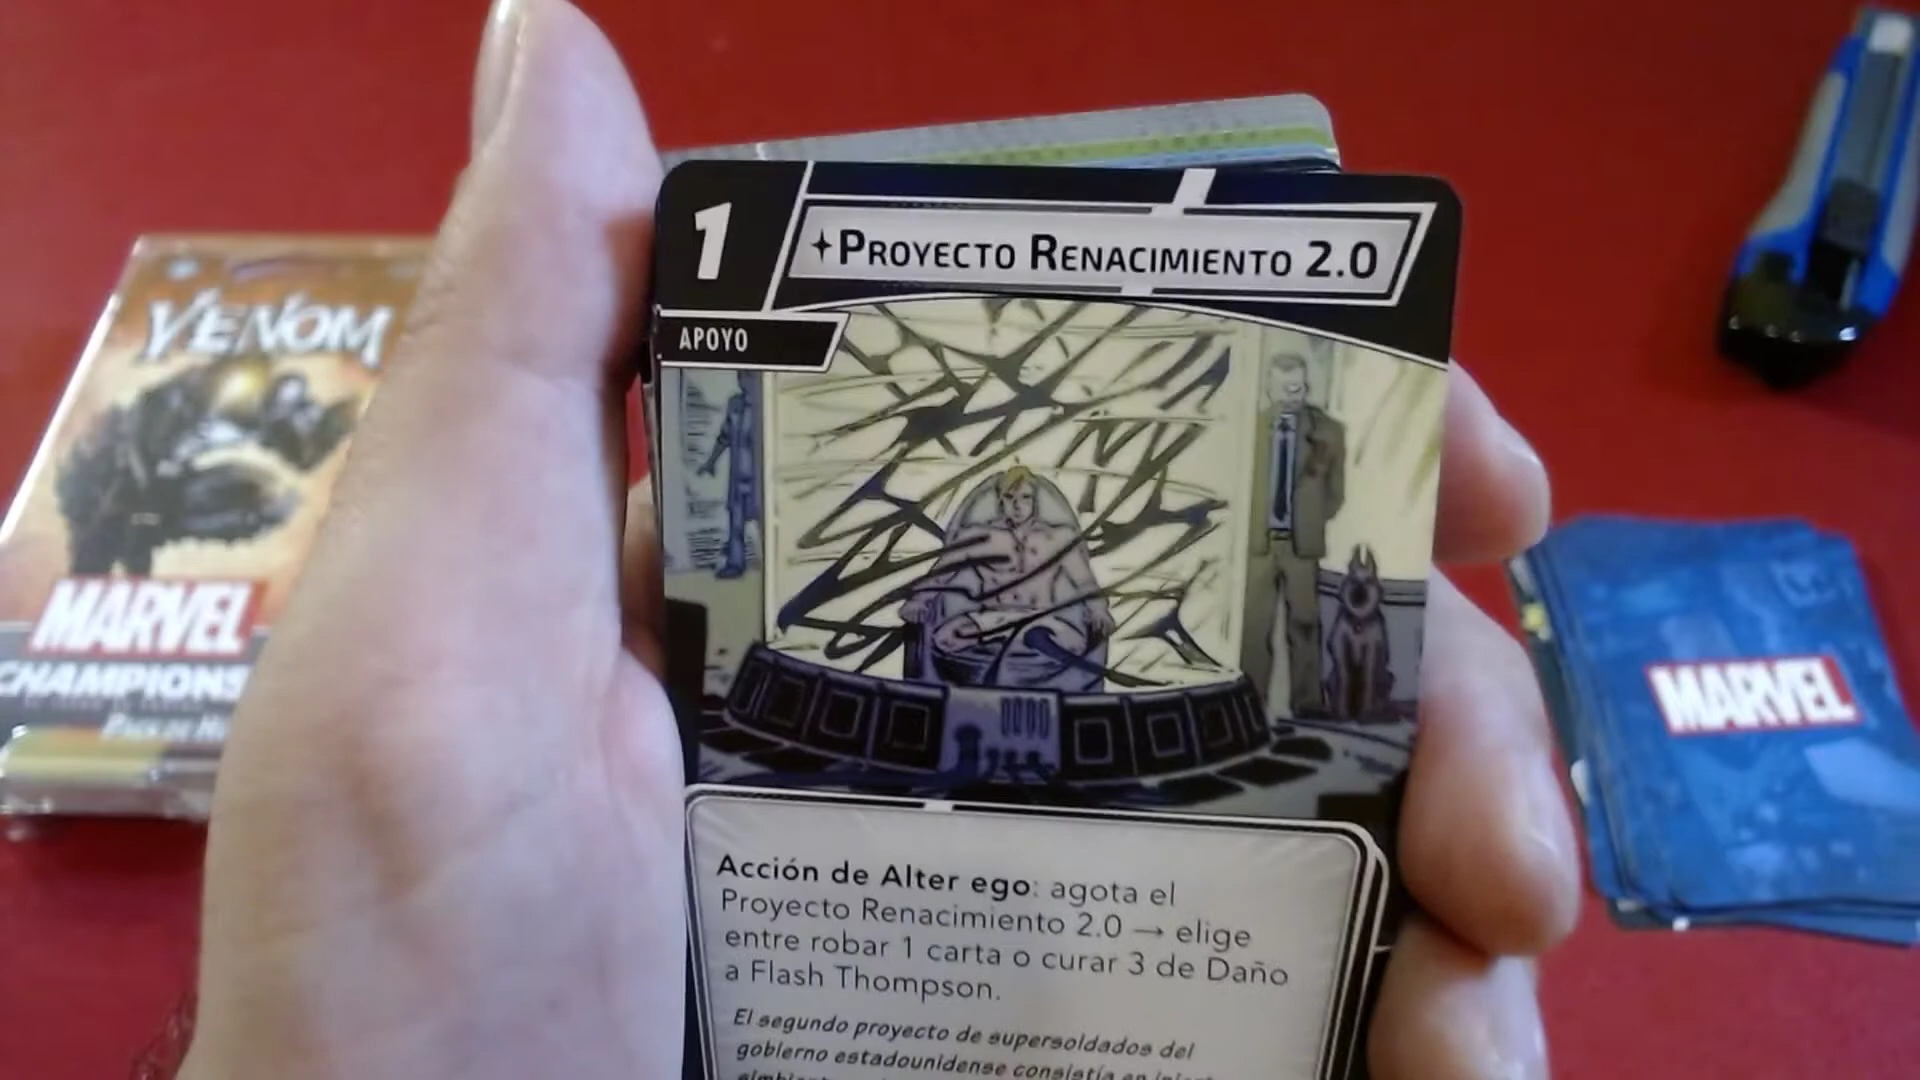 1
PROYECTO RENACIMIENTO 2.0
APOYO
Acción de Alter ego: agota el
Proyecto Renacimiento 2.0 → elige
entre robar 1 carta o curar 3 de Daño
a Flash Thompson.
El segundo proyecto de supersoldados del
gobierno estadounidense consistía en
VENOM
MARVEL
CHAMPIONS
MARVEL